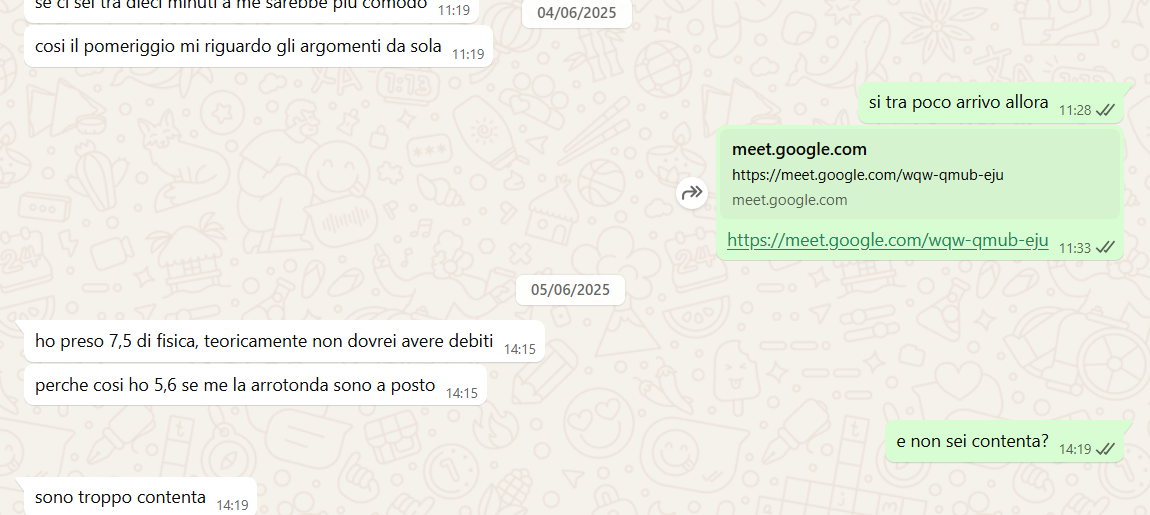 se ci sei tra dieci minuti a me sarebbe più comodo 11:19
04/06/2025
cosi il pomeriggio mi riguardo gli argomenti da sola 11:19
si tra poco arrivo allora 11:28
meet.google.com
https://meet.google.com/wqw-qmub-eju
meet.google.com
https://meet.google.com/wqw-qmub-eju 11:33
05/06/2025
ho preso 7,5 di fisica, teoricamente non dovrei avere debiti 14:15
perche cosi ho 5,6 se me la arrotonda sono a posto 14:15
e non sei contenta? 14:19
sono troppo contenta 14:19